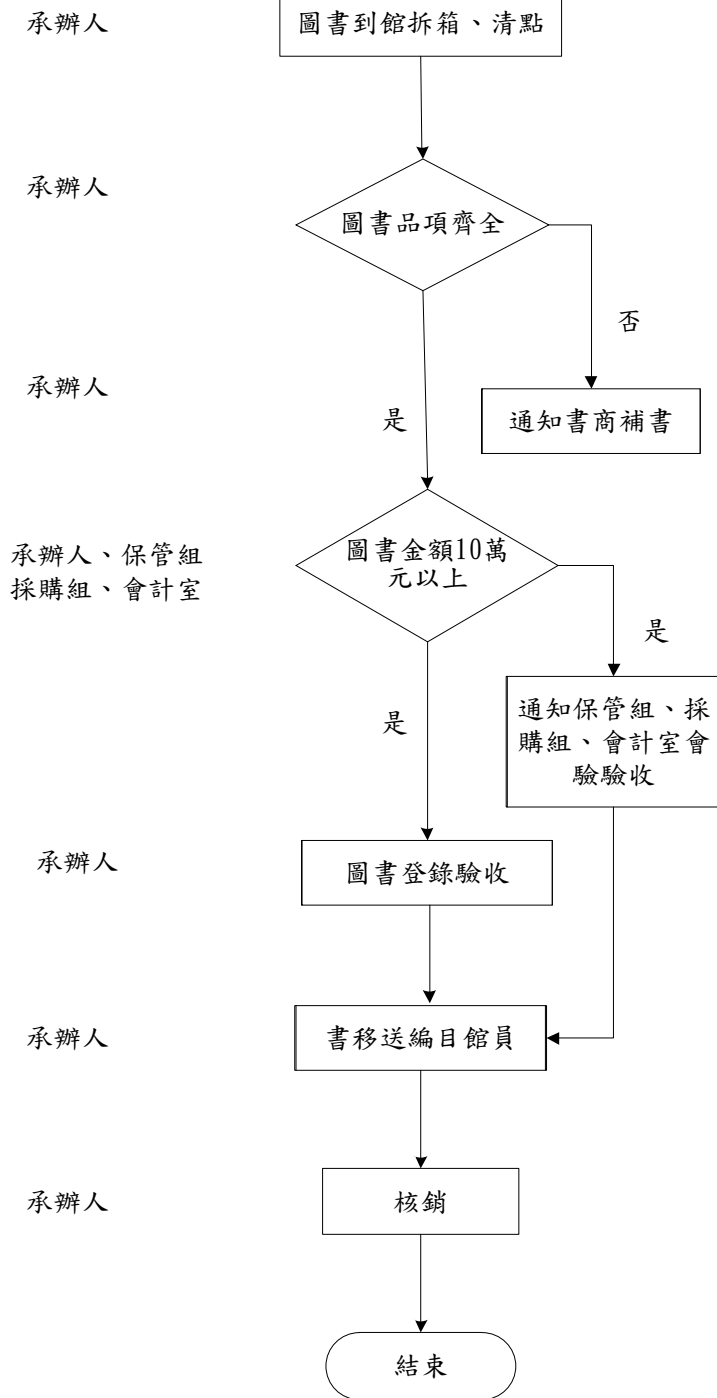 承辦人
圖書到館拆箱、清點
承辦人
圖書品項齊全
否
承辦人
是
通知書商補書
承辦人、保管組
採購組、會計室
圖書金額10萬
元以上
是
是
通知保管組、採
購組、會計室會
驗驗收
承辦人
圖書登錄驗收
承辦人
書移送編目館員
承辦人
核銷
結束